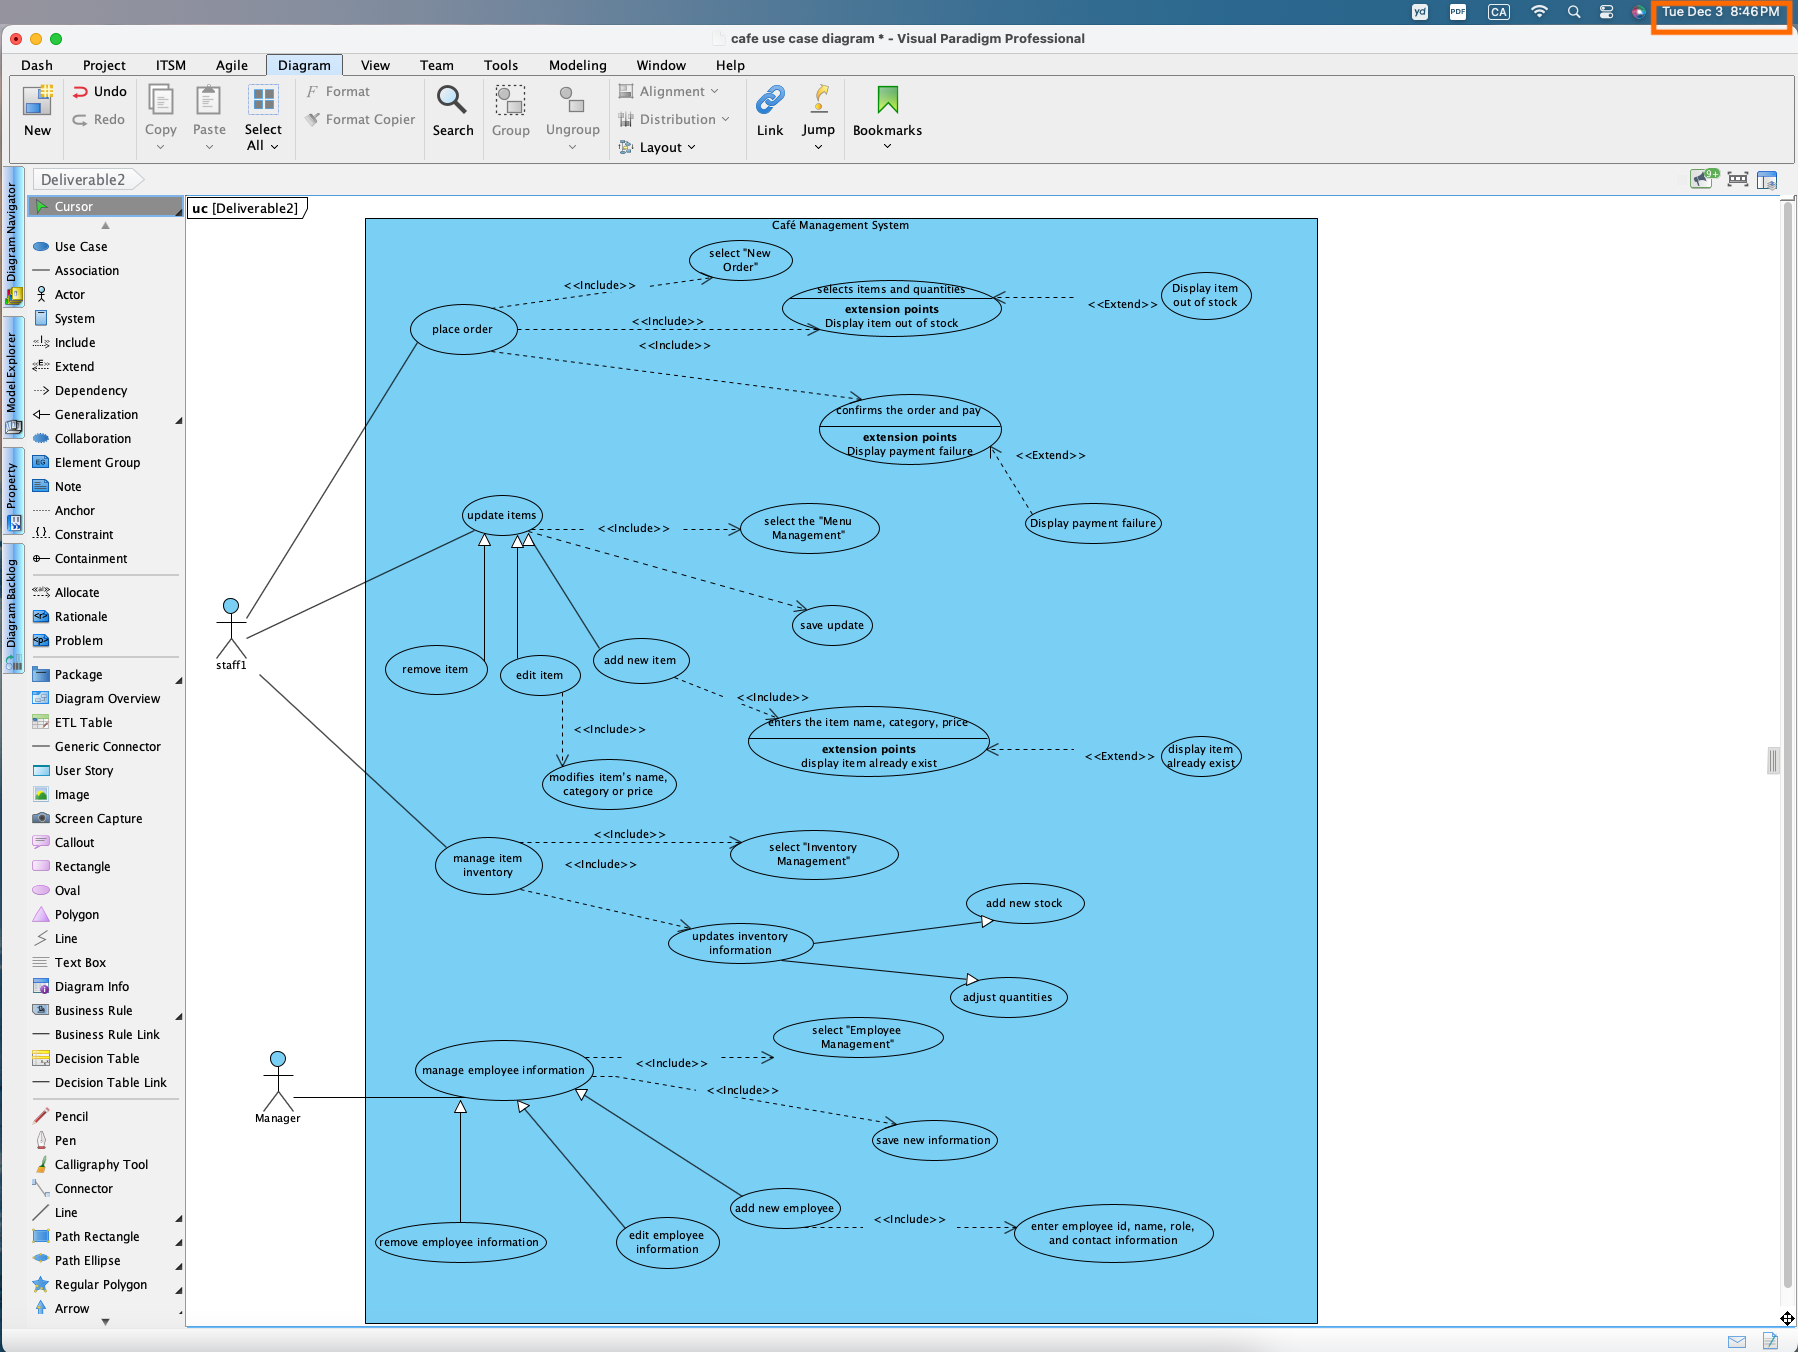 yd
PDF
CA
Tue Dec 3 8:46 PM
cafe use case diagram * - Visual Paradigm Professional
Dash Project ITSM Agile Diagram View Team Tools Modeling Window Help
New
Undo
Redo
Copy
Paste
Select
All
Format
Format Copier
Search
Group
Ungroup
Alignment
Distribution
Layout
Link
Jump
Bookmarks
Deliverable2
9+
Diagram Navigator
Model Explorer
Property
Diagram Backlog
Cursor
Use Case
Association
Actor
System
Include
Extend
Dependency
Generalization
Collaboration
Element Group
Note
Anchor
Constraint
Containment
Allocate
Rationale
Problem
Package
Diagram Overview
ETL Table
Generic Connector
User Story
Image
Screen Capture
Callout
Rectangle
Oval
Polygon
Line
Text Box
Diagram Info
Business Rule
Business Rule Link
Decision Table
Decision Table Link
Pencil
Pen
Calligraphy Tool
Connector
Line
Path Rectangle
Path Ellipse
Regular Polygon
Arrow
uc [Deliverable2]
Café Management System
select "New
Order"
<<Include>>
selects items and quantities
extension points
Display item out of stock
<<Extend>>
Display item
out of stock
place order
<<Include>>
<<Include>>
confirms the order and pay
extension points
Display payment failure
<<Extend>>
Display payment failure
update items
<<Include>>
select the "Menu
Management"
save update
staff1
remove item
edit item
add new item
<<Include>>
<<Include>>
enters the item name, category, price
extension points
display item already exist
<<Extend>>
display item
already exist
modifies item's name,
category or price
manage item
inventory
<<Include>>
<<Include>>
select "Inventory
Management"
updates inventory
information
add new stock
adjust quantities
Manager
manage employee information
<<Include>>
select "Employee
Management"
<<Include>>
save new information
remove employee information
edit employee
information
add new employee
<<Include>>
enter employee id, name, role,
and contact information